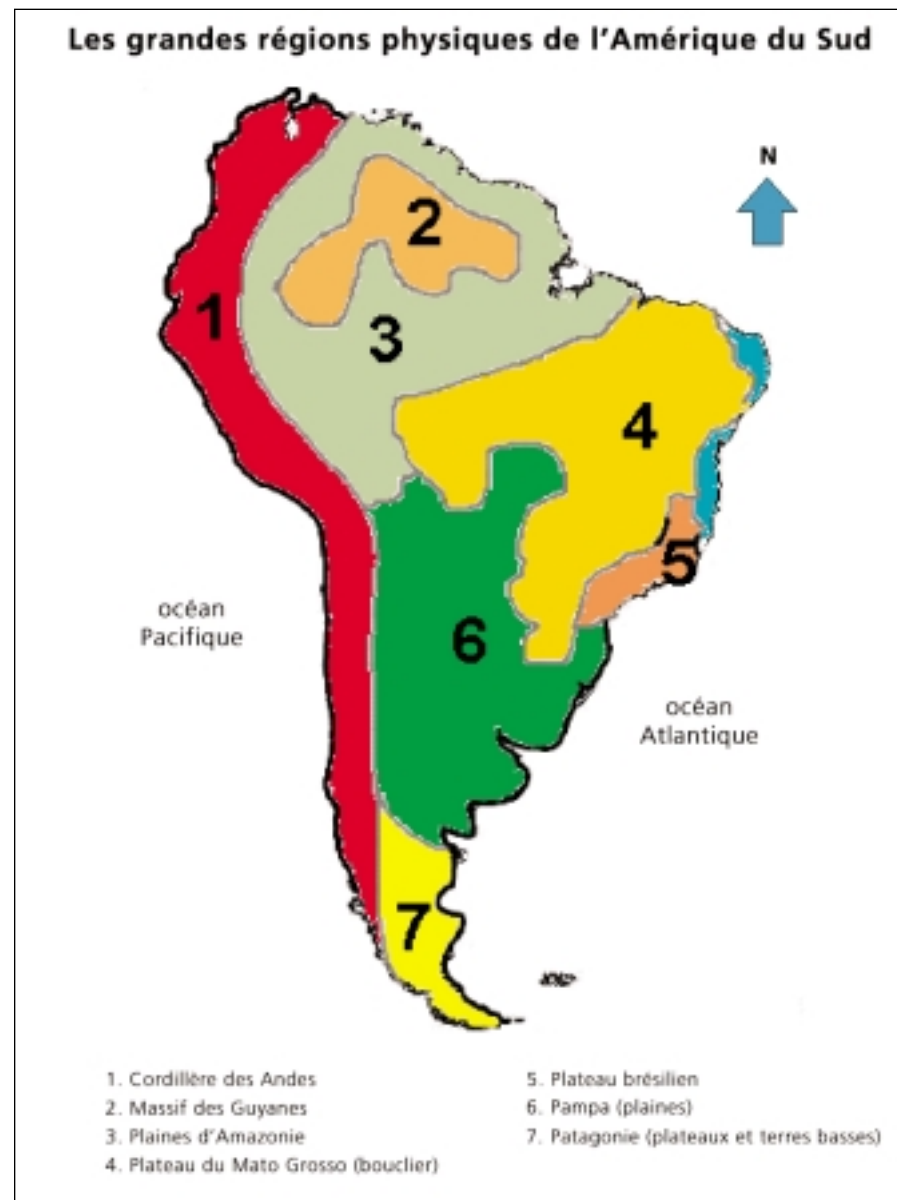 Les grandes régions physiques de l'Amérique du Sud
N
2
1
3
4
5
océan
Pacifique
6
océan
Atlantique
7
1. Cordillère des Andes
2. Massif des Guyanes
3. Plaines d'Amazonie
4. Plateau du Mato Grosso (bouclier)
5. Plateau brésilien
6. Pampa (plaines)
7. Patagonie (plateaux et terres basses)